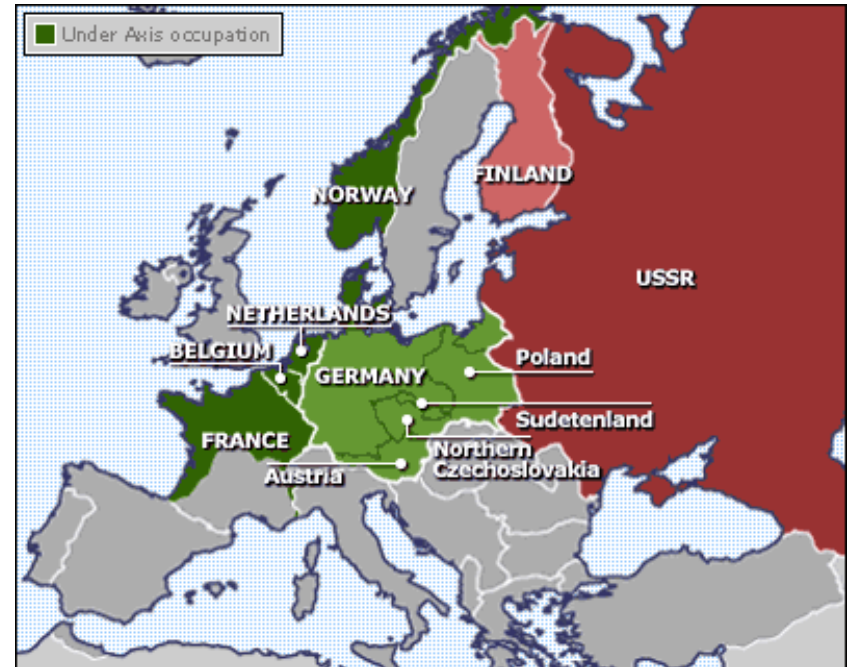 Under Axis occupation
NORWAY
FINLAND
USSR
NETHERLANDS
BELGIUM
GERMANY
Poland
Sudetenland
FRANCE
Northern
Czechoslovakia
Austria